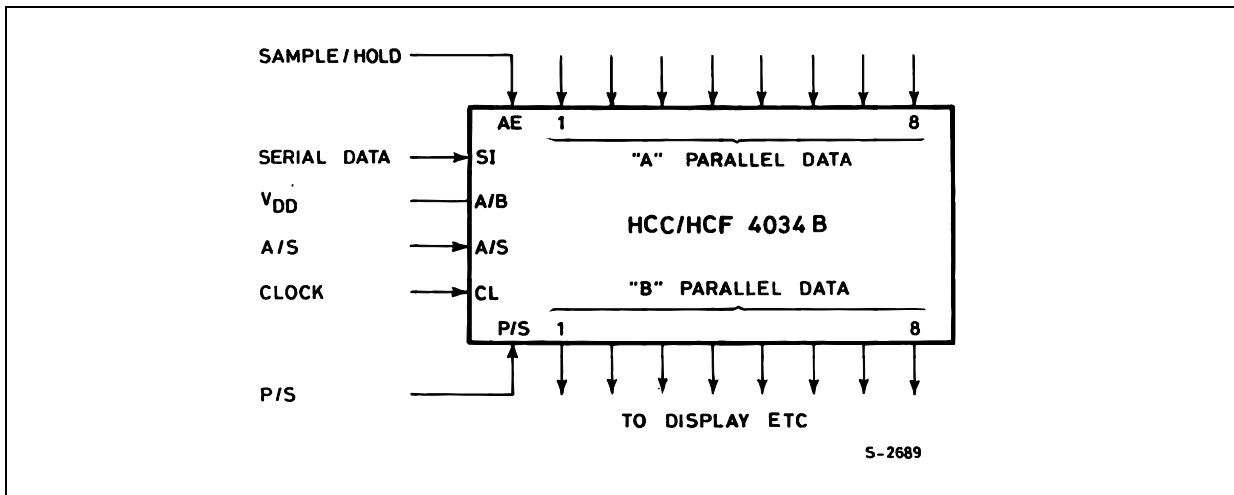 SAMPLE/HOLD
AE 1 8
SERIAL DATA SI "A" PARALLEL DATA
VDD A/B
HCC/HCF 4034B
A/S A/S
CLOCK CL "B" PARALLEL DATA
P/S 1 8
P/S
TO DISPLAY ETC
S-2689